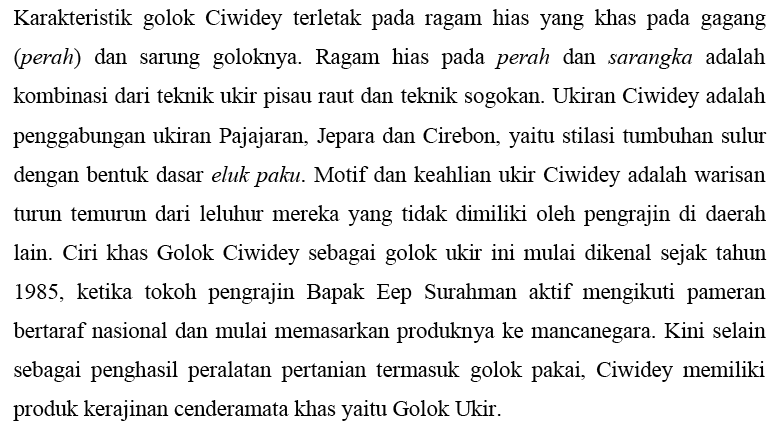 Karakteristik golok Ciwidey terletak pada ragam hias yang khas pada gagang
(perah) dan sarung goloknya. Ragam hias pada perah dan sarangka adalah
kombinasi dari teknik ukir pisau raut dan teknik sogokan. Ukiran Ciwidey adalah
penggabungan ukiran Pajajaran, Jepara dan Cirebon, yaitu stilasi tumbuhan sulur
dengan bentuk dasar eluk paku. Motif dan keahlian ukir Ciwidey adalah warisan
turun temurun dari leluhur mereka yang tidak dimiliki oleh pengrajin di daerah
lain. Ciri khas Golok Ciwidey sebagai golok ukir ini mulai dikenal sejak tahun
1985, ketika tokoh pengrajin Bapak Eep Surahman aktif mengikuti pameran
bertaraf nasional dan mulai memasarkan produknya ke mancanegara. Kini selain
sebagai penghasil peralatan pertanian termasuk golok pakai, Ciwidey memiliki
produk kerajinan cenderamata khas yaitu Golok Ukir.